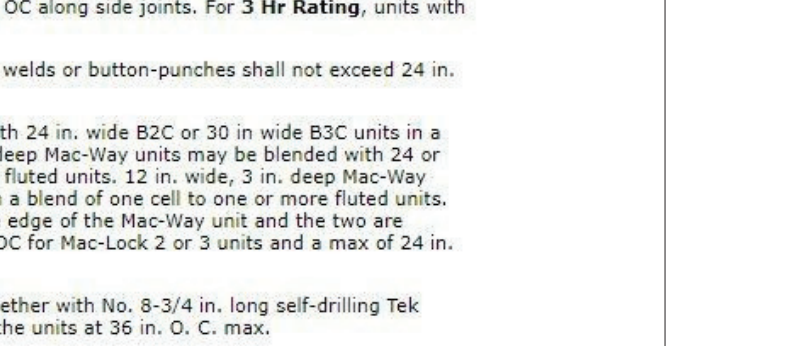 OC along side joints. For 3 Hr Rating, units with
welds or button-punches shall not exceed 24 in.
24 in. wide B2C or 30 in wide B3C units in a
deep Mac-Way units may be blended with 24 or
fluted units. 12 in. wide, 3 in. deep Mac-Way
a blend of one cell to one or more fluted units.
edge of the Mac-Way unit and the two are
OC for Mac-Lock 2 or 3 units and a max of 24 in.
with No. 8-3/4 in. long self-drilling Tek
the units at 36 in. O. C. max.